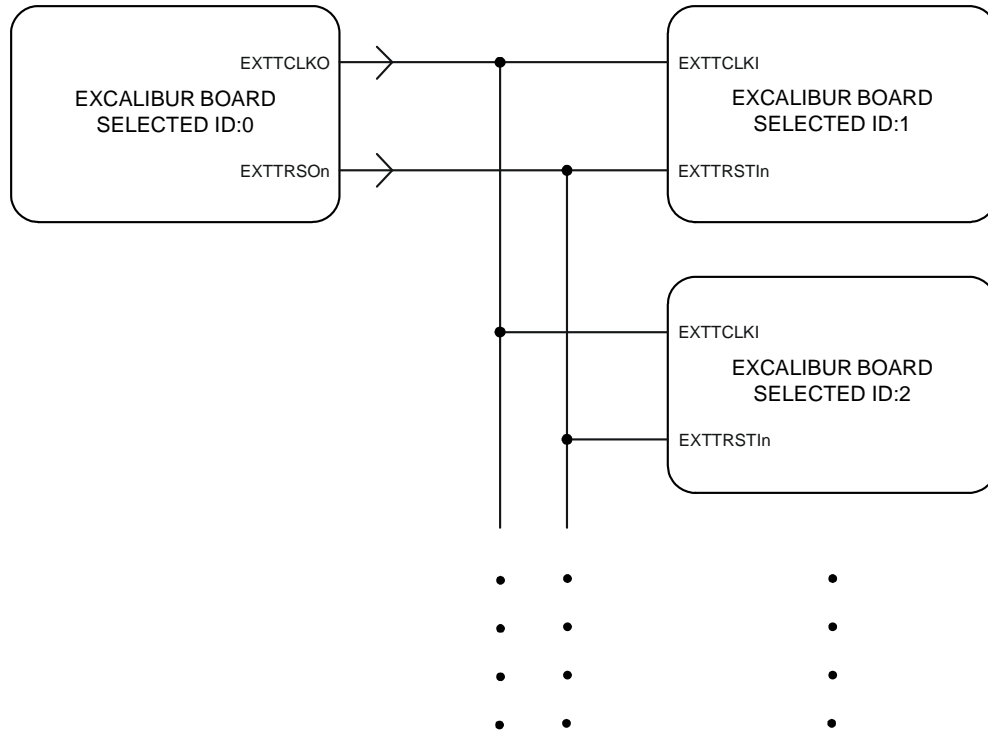 EXTTCLKO
EXCALIBUR BOARD
SELECTED ID:0
EXTTRSOn
EXTTCLKI
EXCALIBUR BOARD
SELECTED ID:1
EXTTRSTIn
EXTTCLKI
EXCALIBUR BOARD
SELECTED ID:2
EXTTRSTIn